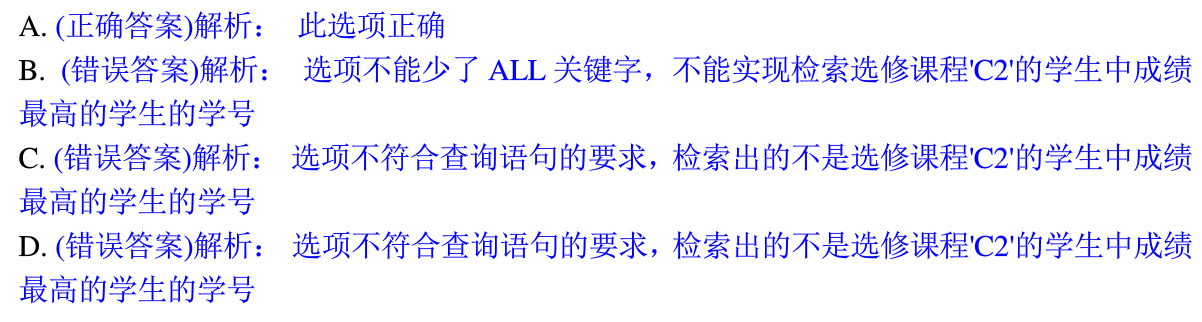 A. (正确答案)解析： 此选项正确
B. (错误答案)解析： 选项不能少了 ALL 关键字，不能实现检索选修课程'C2'的学生中成绩
最高的学生的学号
C. (错误答案)解析： 选项不符合查询语句的要求，检索出的不是选修课程'C2'的学生中成绩
最高的学生的学号
D. (错误答案)解析： 选项不符合查询语句的要求，检索出的不是选修课程'C2'的学生中成绩
最高的学生的学号